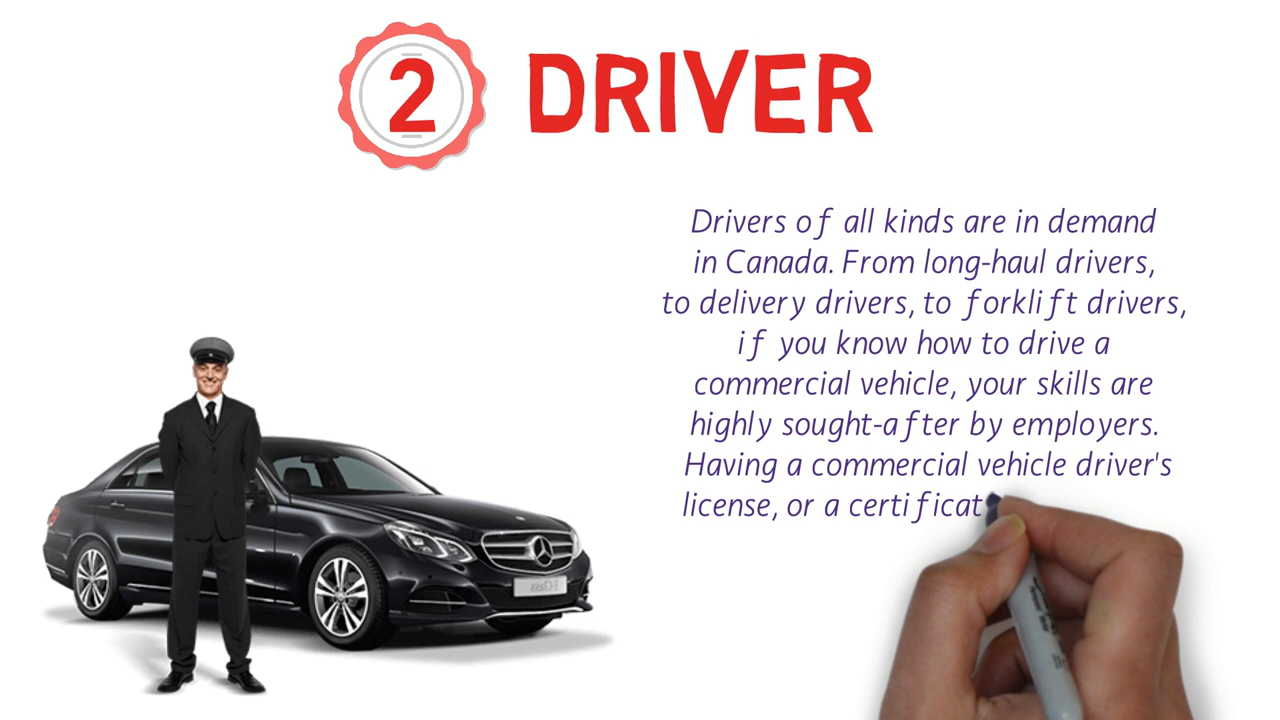 2 DRIVER
Drivers of all kinds are in demand
in Canada. From long-haul drivers,
to delivery drivers, to forklift drivers,
if you know how to drive a
commercial vehicle, your skills are
highly sought-after by employers.
Having a commercial vehicle driver's
license, or a certificat
E-Class